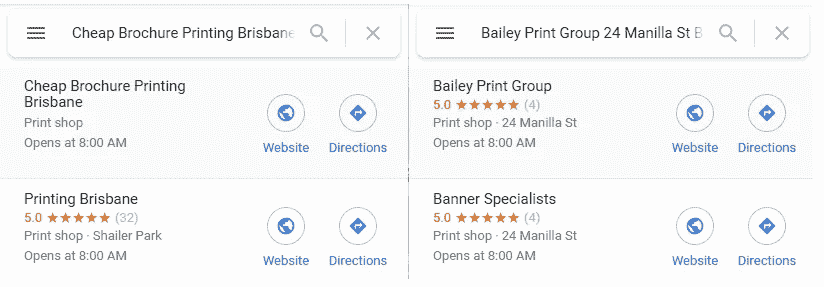 Cheap Brochure Printing Brisbane
Cheap Brochure Printing
Brisbane
Print shop
Opens at 8:00 AM
Website
Directions
Printing Brisbane
5.0 ★★★★★ (32)
Print shop · Shailer Park
Opens at 8:00 AM
Website
Directions
Bailey Print Group 24 Manilla St B
Bailey Print Group
5.0 ★★★★★ (4)
Print shop · 24 Manilla St
Opens at 8:00 AM
Website
Directions
Banner Specialists
5.0 ★★★★★ (4)
Print shop · 24 Manilla St
Opens at 8:00 AM
Website
Directions